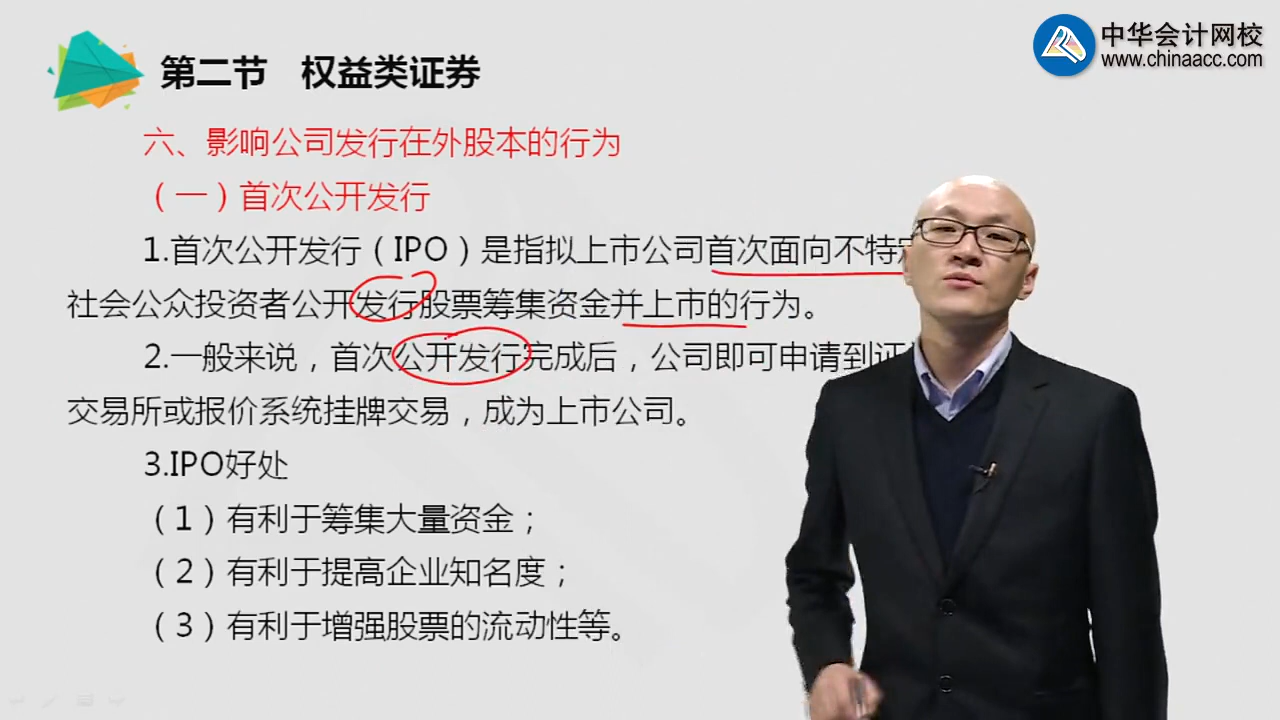 中华会计网校
www.chinaacc.com
第二节 权益类证券
六、影响公司发行在外股本的行为
（一）首次公开发行
1.首次公开发行（IPO）是指拟上市公司首次面向不特
社会公众投资者公开发行股票筹集资金并上市的行为。
2.一般来说，首次公开发行完成后，公司即可申请到
交易所或报价系统挂牌交易，成为上市公司。
3.IPO好处
（1）有利于筹集大量资金；
（2）有利于提高企业知名度；
（3）有利于增强股票的流动性等。